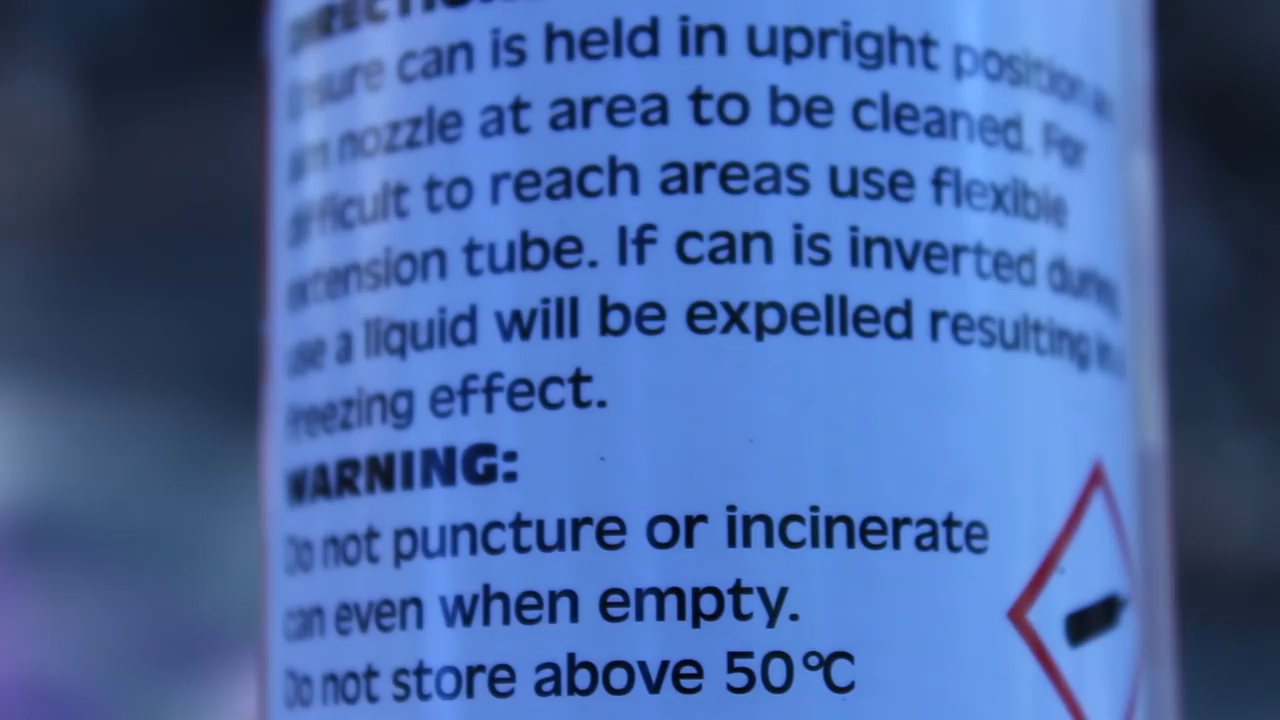 DIRECTION
Ensure can is held in upright position an
aim nozzle at area to be cleaned. For
difficult to reach areas use flexible
extension tube. If can is inverted during
use a liquid will be expelled resulting in a
freezing effect.
WARNING:
Do not puncture or incinerate
can even when empty.
Do not store above 50°C